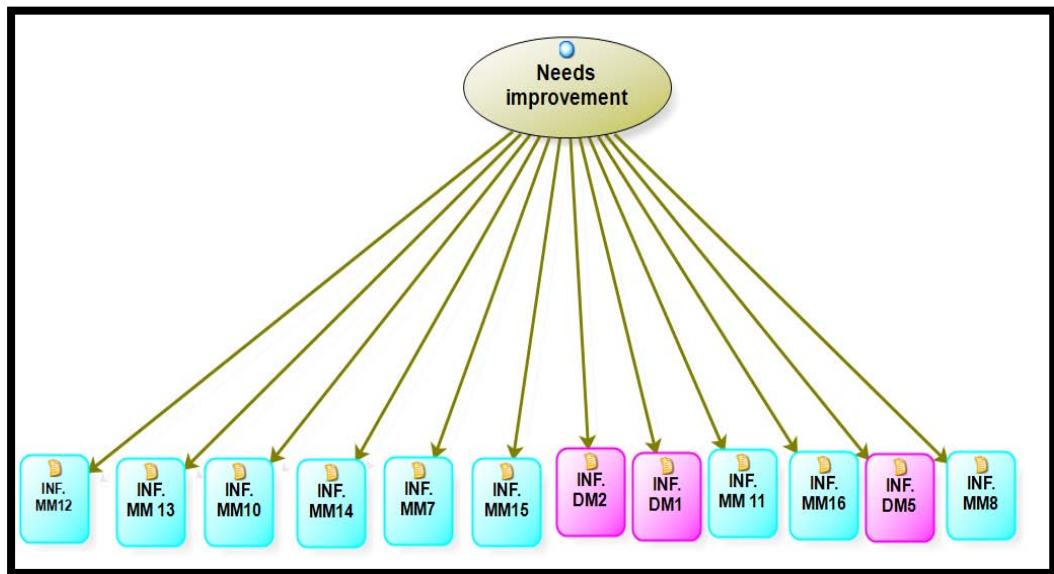 Needs
improvement
INF.
MM12
INF.
MM 13
INF.
MM10
INF.
MM14
INF.
MM7
INF.
MM15
INF.
DM2
INF.
DM1
INF.
MM 11
INF.
MM16
INF.
DM5
INF.
MM8